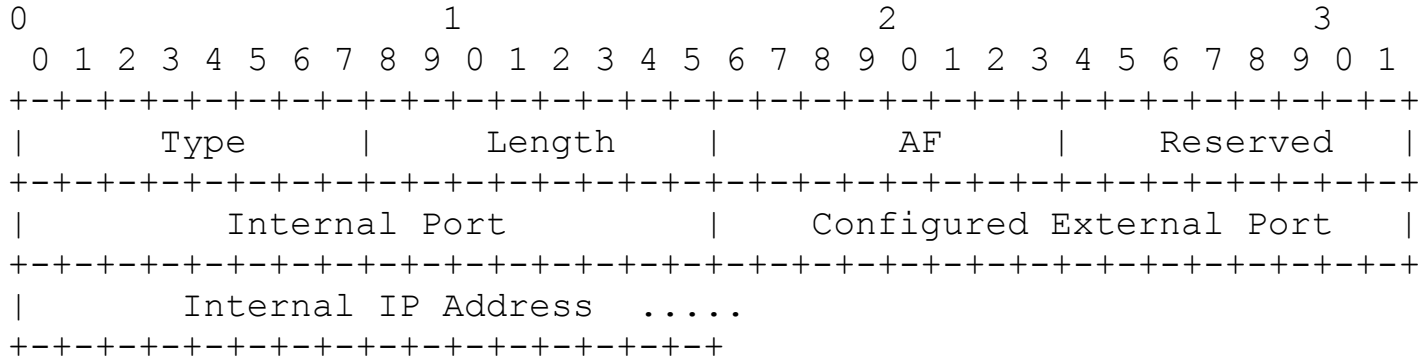 0                   1                   2                   3
 0 1 2 3 4 5 6 7 8 9 0 1 2 3 4 5 6 7 8 9 0 1 2 3 4 5 6 7 8 9 0 1
+-+-+-+-+-+-+-+-+-+-+-+-+-+-+-+-+-+-+-+-+-+-+-+-+-+-+-+-+-+-+-+-+
|      Type     |     Length    |       AF      |   Reserved    |
+-+-+-+-+-+-+-+-+-+-+-+-+-+-+-+-+-+-+-+-+-+-+-+-+-+-+-+-+-+-+-+-+
|         Internal Port         |    Configured External Port   |
+-+-+-+-+-+-+-+-+-+-+-+-+-+-+-+-+-+-+-+-+-+-+-+-+-+-+-+-+-+-+-+-+
|       Internal IP Address  .....
+-+-+-+-+-+-+-+-+-+-+-+-+-+-+-+-+